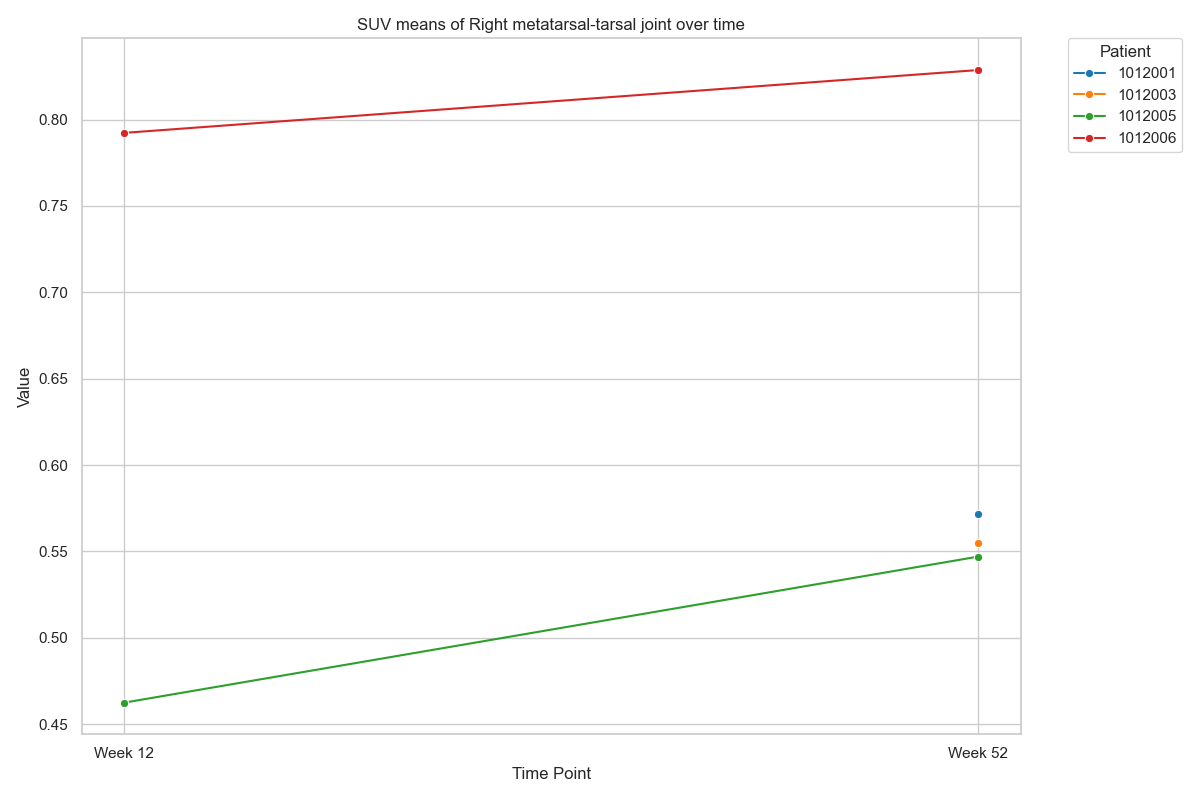 SUV means of Right metatarsal-tarsal joint over time
Patient
1012001
1012003
1012005
1012006
Value
0.80
0.75
0.70
0.65
0.60
0.55
0.50
0.45
Week 12
Week 52
Time Point